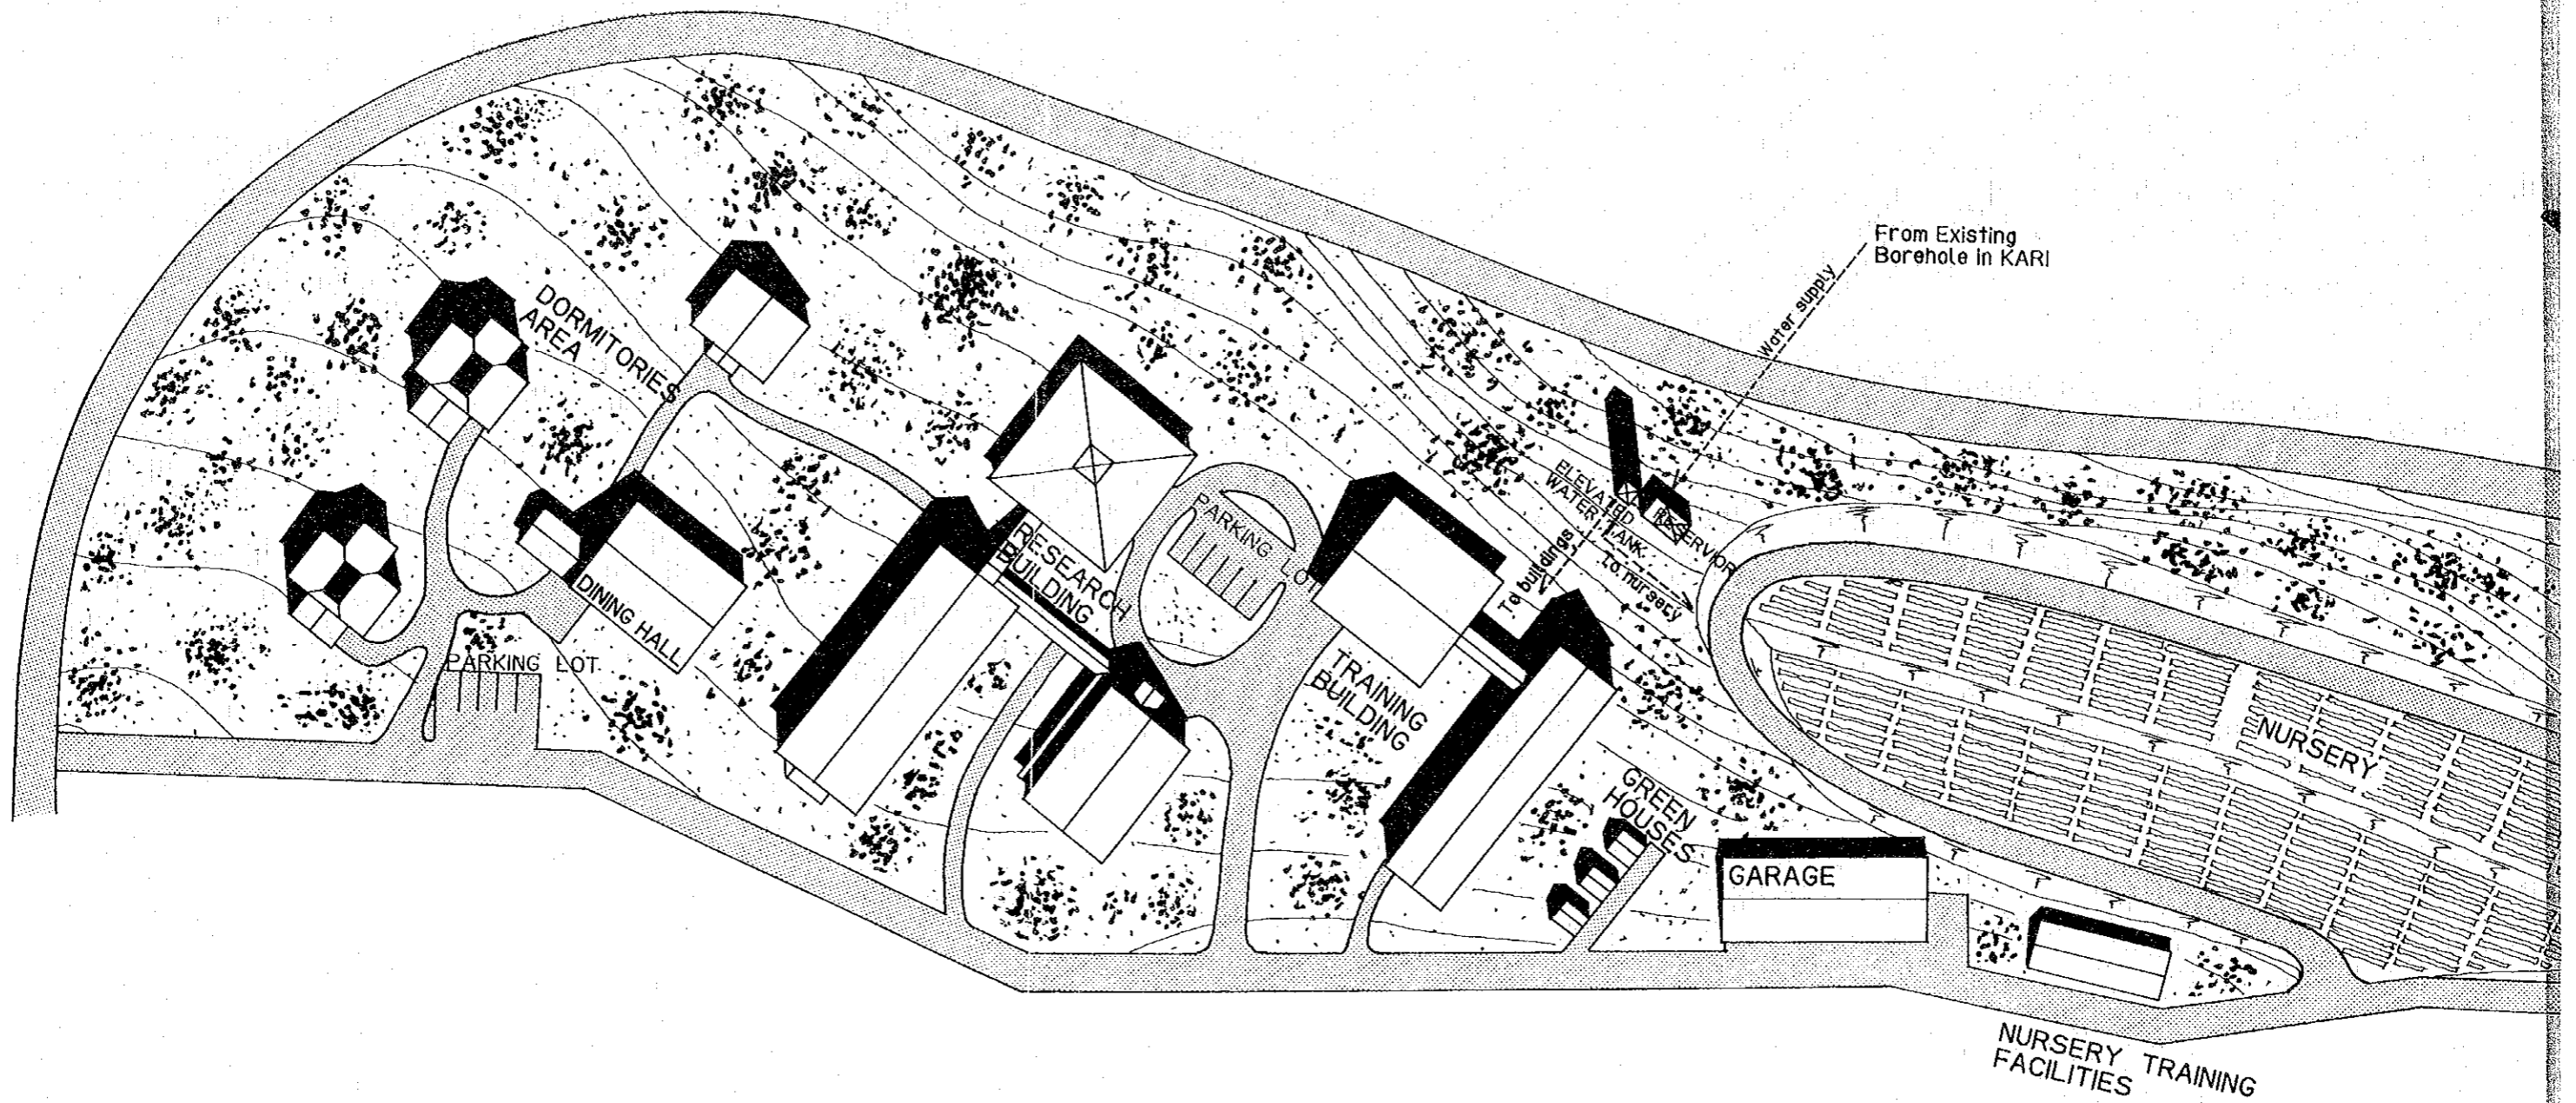 From Existing
Borehole in KARI
Water supply
DORMITORIES
AREA
ELEVATED
WATER TANK
RESERVOIR
To buildings
To nursery
PARKING LOT
RESEARCH
BUILDING
DINING HALL
PARKING LOT
TRAINING
BUILDING
NURSERY
GREEN
HOUSES
GARAGE
NURSERY TRAINING
FACILITIES